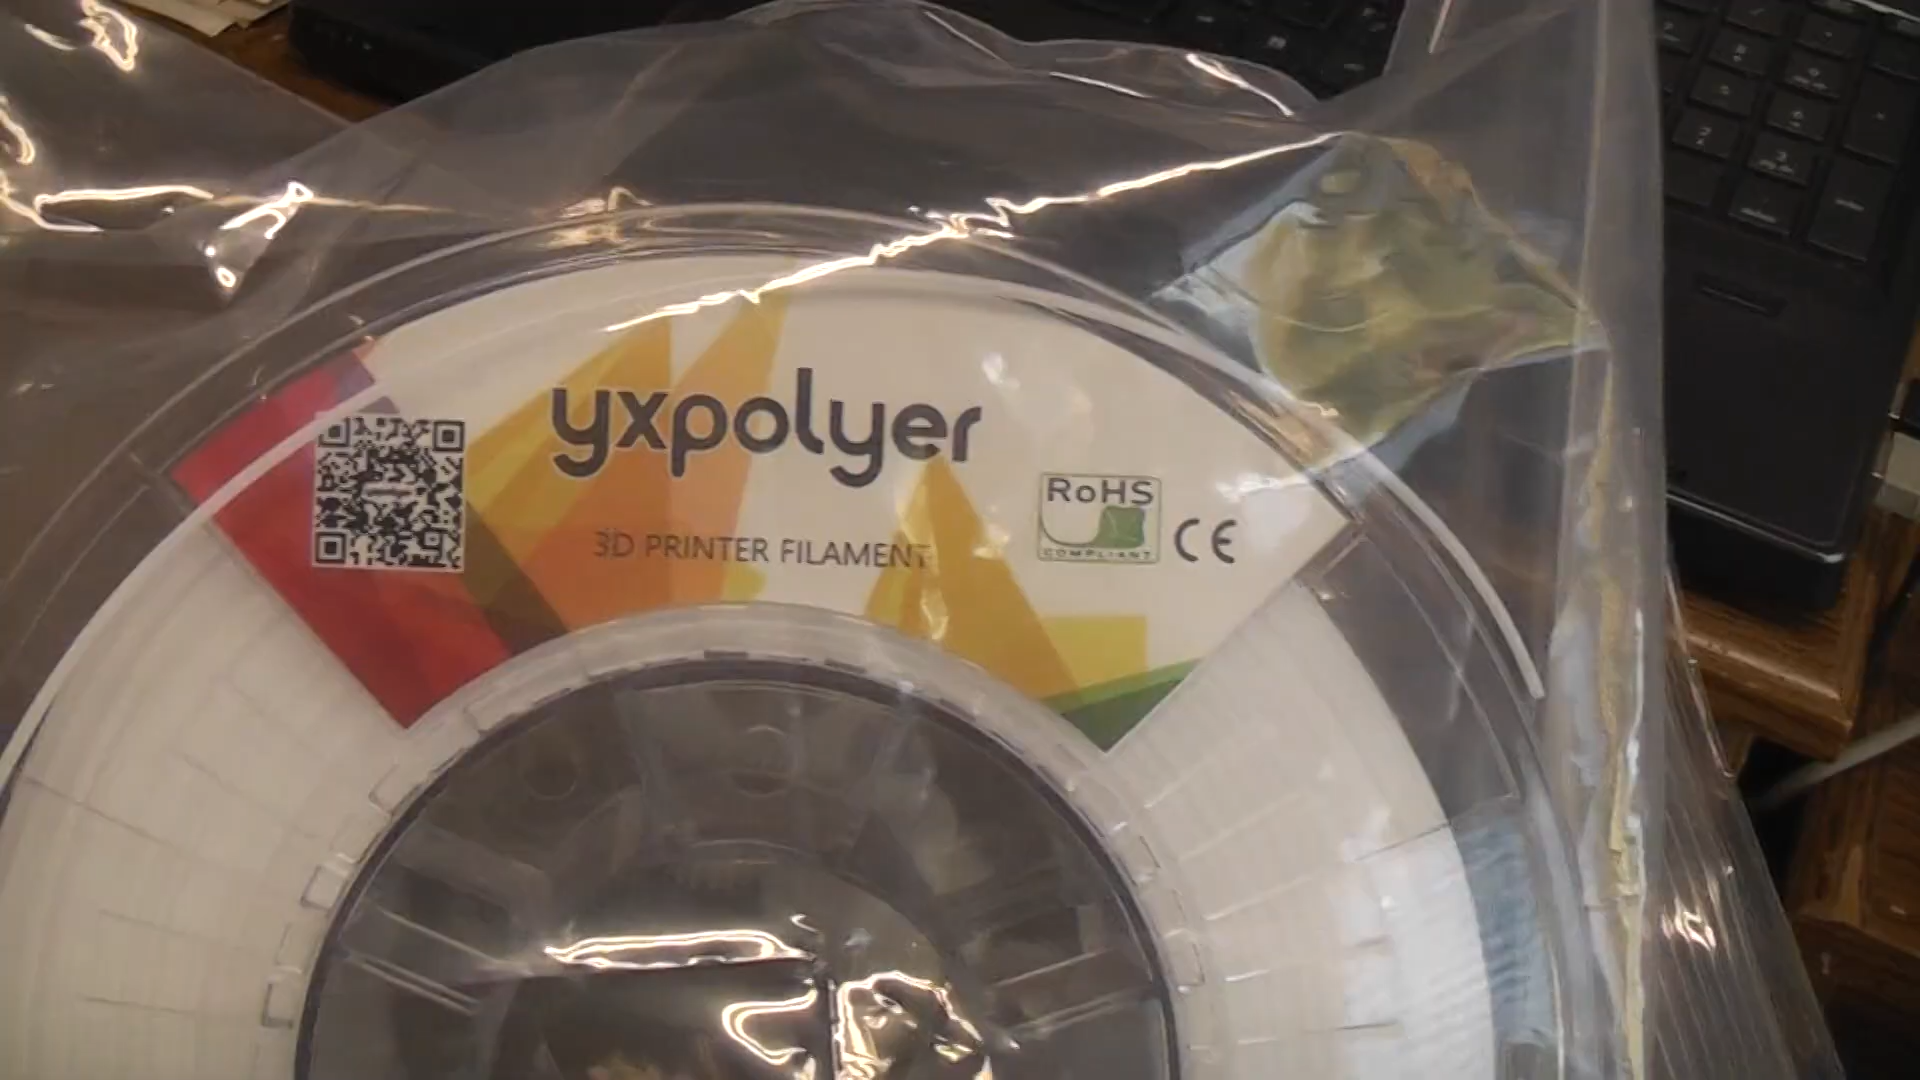 yxpolyer
3D PRINTER FILAMENT
RoHS
COMPLIANT
CE